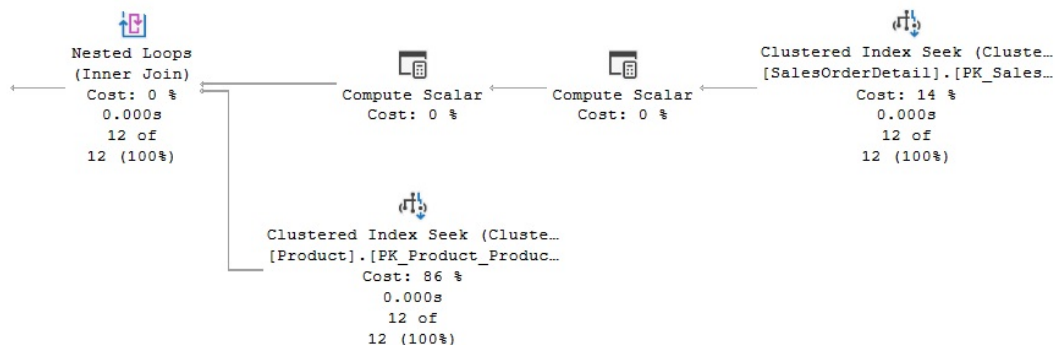 Nested Loops
(Inner Join)
Cost: 0 %
0.000s
12 of
12 (100%)
Compute Scalar
Cost: 0 %
Compute Scalar
Cost: 0 %
Clustered Index Seek (Cluste…
[SalesOrderDetail].[PK_Sales…
Cost: 14 %
0.000s
12 of
12 (100%)
Clustered Index Seek (Cluste…
[Product].[PK_Product_Produc…
Cost: 86 %
0.000s
12 of
12 (100%)